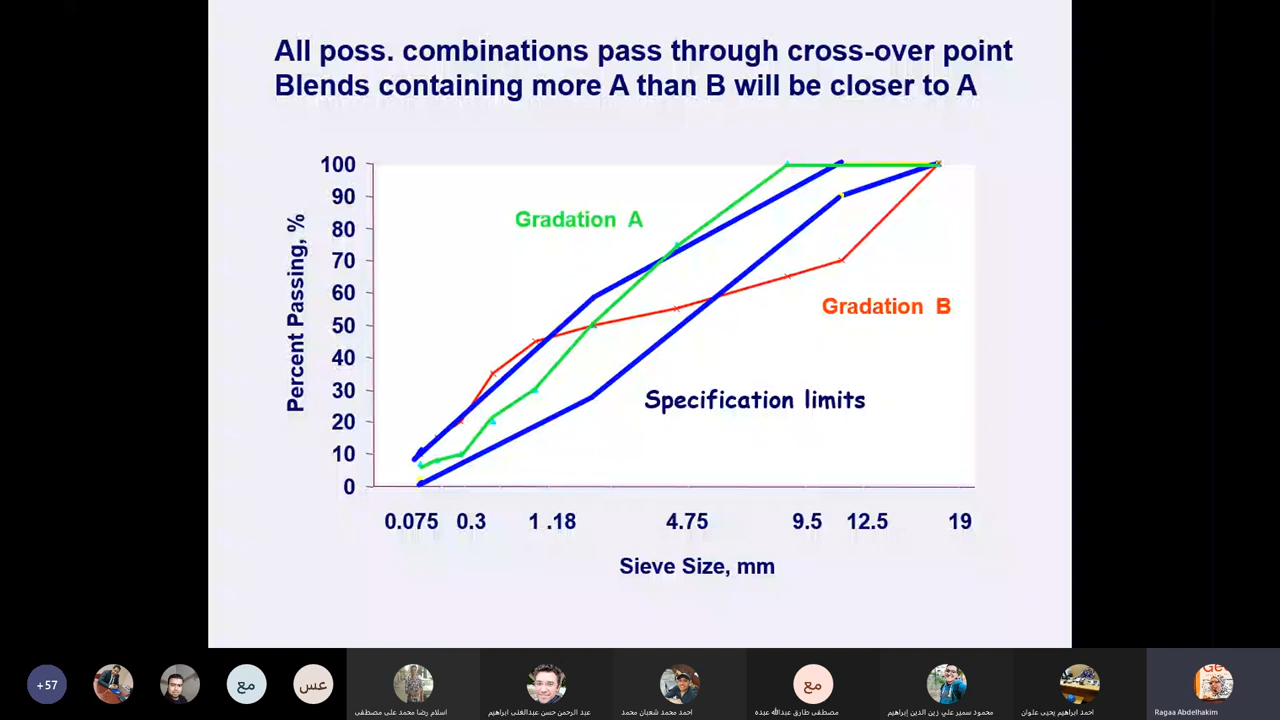 All poss. combinations pass through cross-over point
Blends containing more A than B will be closer to A
100
90
80
70
60
50
40
30
20
10
0
Percent Passing, %
Gradation A
Gradation B
Specification limits
0.075 0.3 1 .18 4.75 9.5 12.5 19
Sieve Size, mm
+57
مع
عس
مع
اسلام رضا محمد على مصطفى
عبد الرحمن حسن عبدالغنى ابراهيم
احمد محمد شعبان محمد
مصطفى طارق عبدالله عبده
محمود سمير علي زين الدين إبراهيم
احمد ابراهيم يحيى علوان
Ragaa Abdelhakim